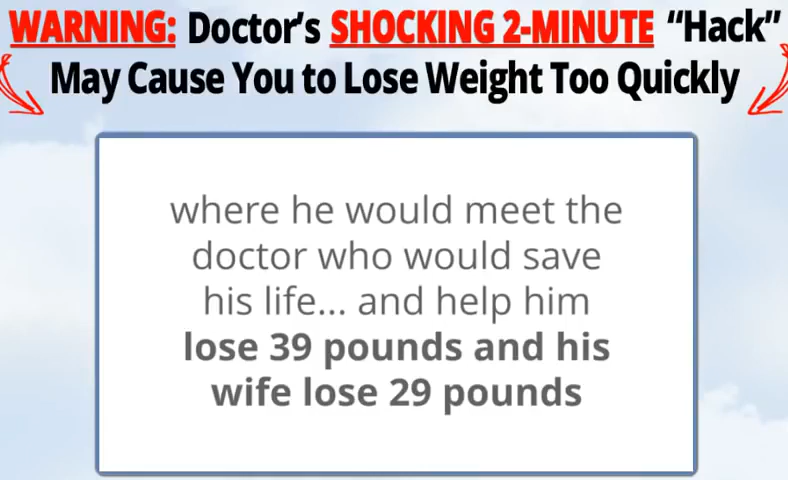 WARNING: Doctor's SHOCKING 2-MINUTE “Hack”
May Cause You to Lose Weight Too Quickly
where he would meet the
doctor who would save
his life... and help him
lose 39 pounds and his
wife lose 29 pounds